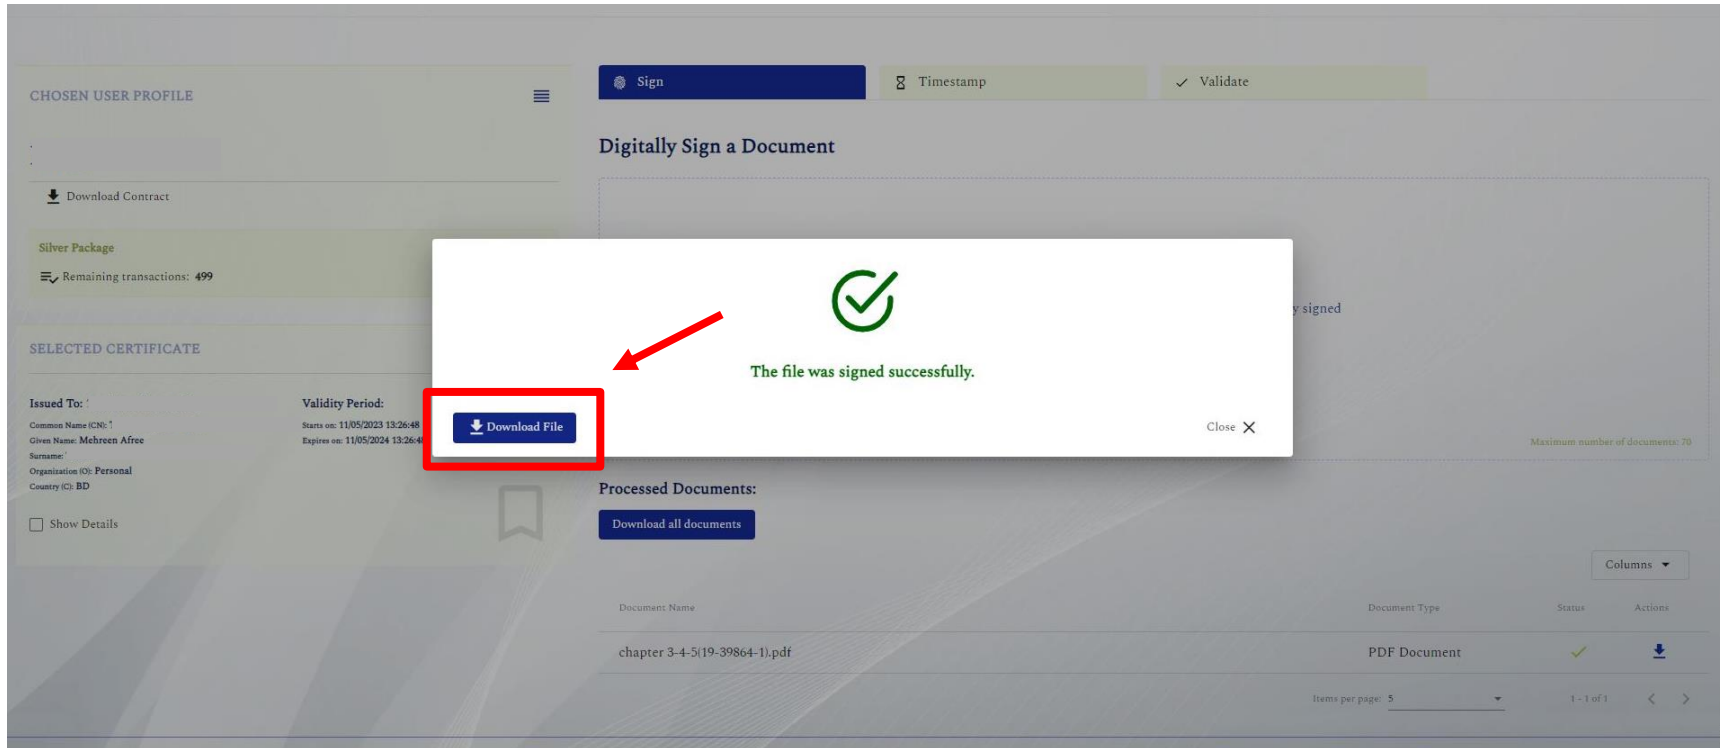 Sign
Timestamp
Validate
CHOSEN USER PROFILE
Digitally Sign a Document
Download Contract
Silver Package
Remaining transactions: 499
y signed
The file was signed successfully.
Download File
Close
SELECTED CERTIFICATE
Issued To:
Common Name (CN):
Given Name: Mehreen Afree
Surname:
Organization (O): Personal
Country (C): BD
Validity Period:
Starts on: 11/05/2023 13:26:48
Expires on: 11/05/2024 13:26:48
Show Details
Maximum number of documents: 70
Processed Documents:
Download all documents
Columns
Document Name
Document Type
Status
Actions
chapter 3-4-5(19-39864-1).pdf
PDF Document
Items per page: 5
1 - 1 of 1